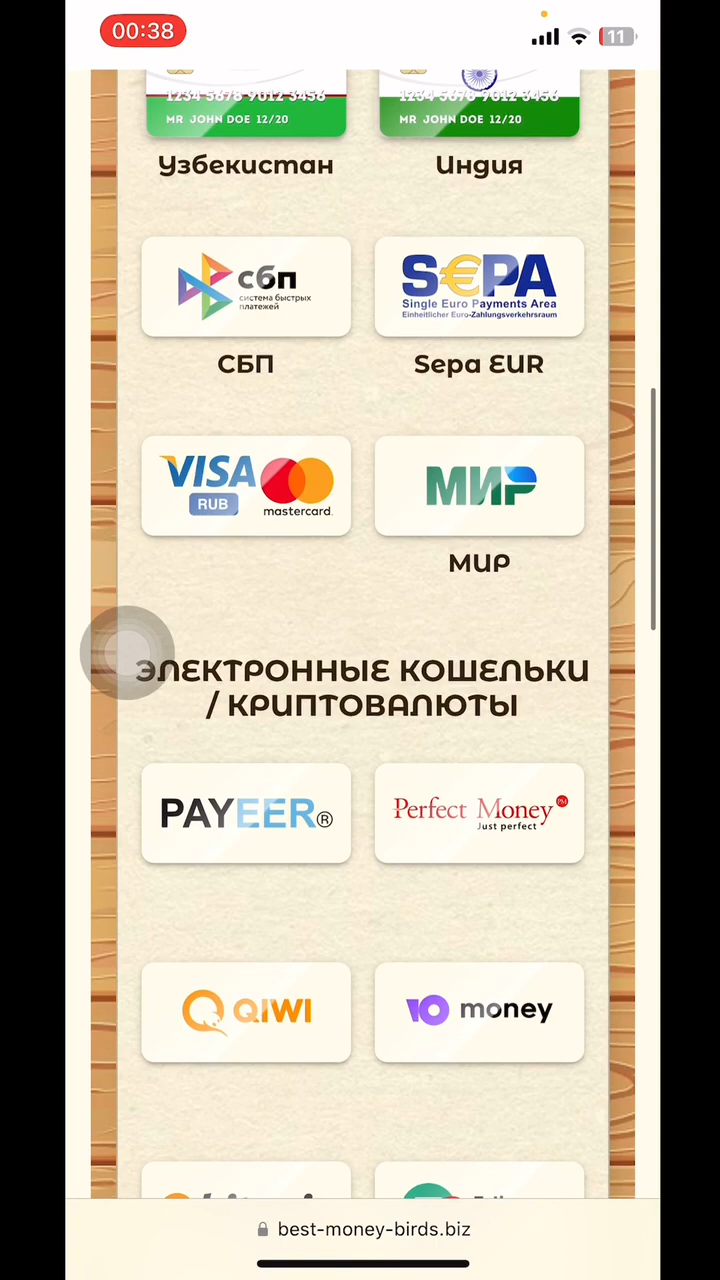 00:38
11
1234 5678 9012 3456
1234 5678 9012 3456
MR JOHN DOE 12/20
MR JOHN DOE 12/20
Узбекистан
Индия
сбп
система быстрых
платежей
S€PA
Single Euro Payments Area
Einheitlicher Euro-Zahlungsverkehrsraum
СБП
Sepa EUR
VISA
RUB
mastercard.
МИР
МИР
ЭЛЕКТРОННЫЕ КОШЕЛЬКИ
/ КРИПТОВАЛЮТЫ
PAYEER®
Perfect Money PM
Just perfect
QIWI
Ю money
best-money-birds.biz